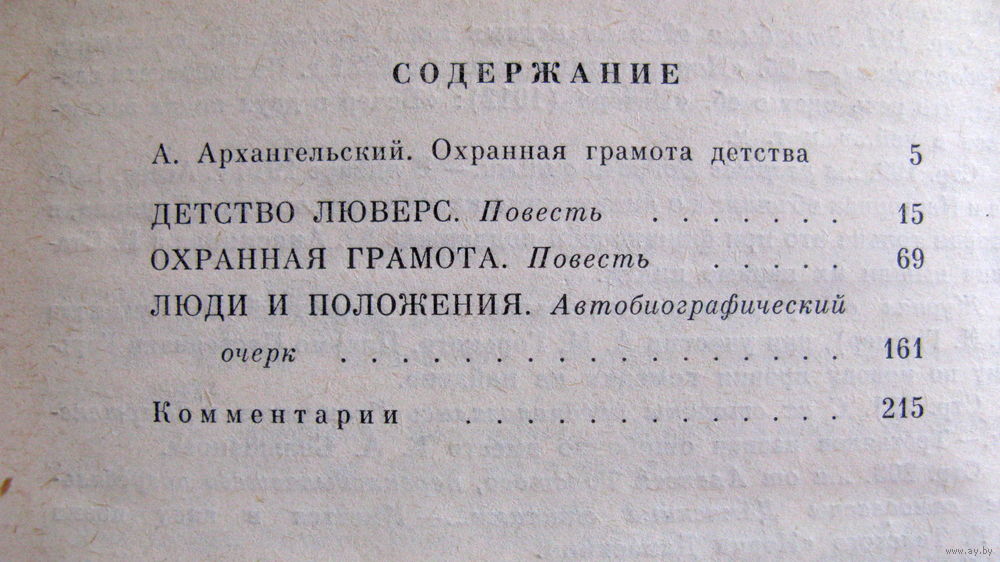 СОДЕРЖАНИЕ
А. Архангельский. Охранная грамота детства 5
ДЕТСТВО ЛЮВЕРС. Повесть . . . . . . . 15
ОХРАННАЯ ГРАМОТА. Повесть . . . . . 69
ЛЮДИ И ПОЛОЖЕНИЯ. Автобиографический
очерк . . . . . . . . . . . . . . . . . 161
Комментарии . . . . . . . . . . . . . 215
www.ay.by